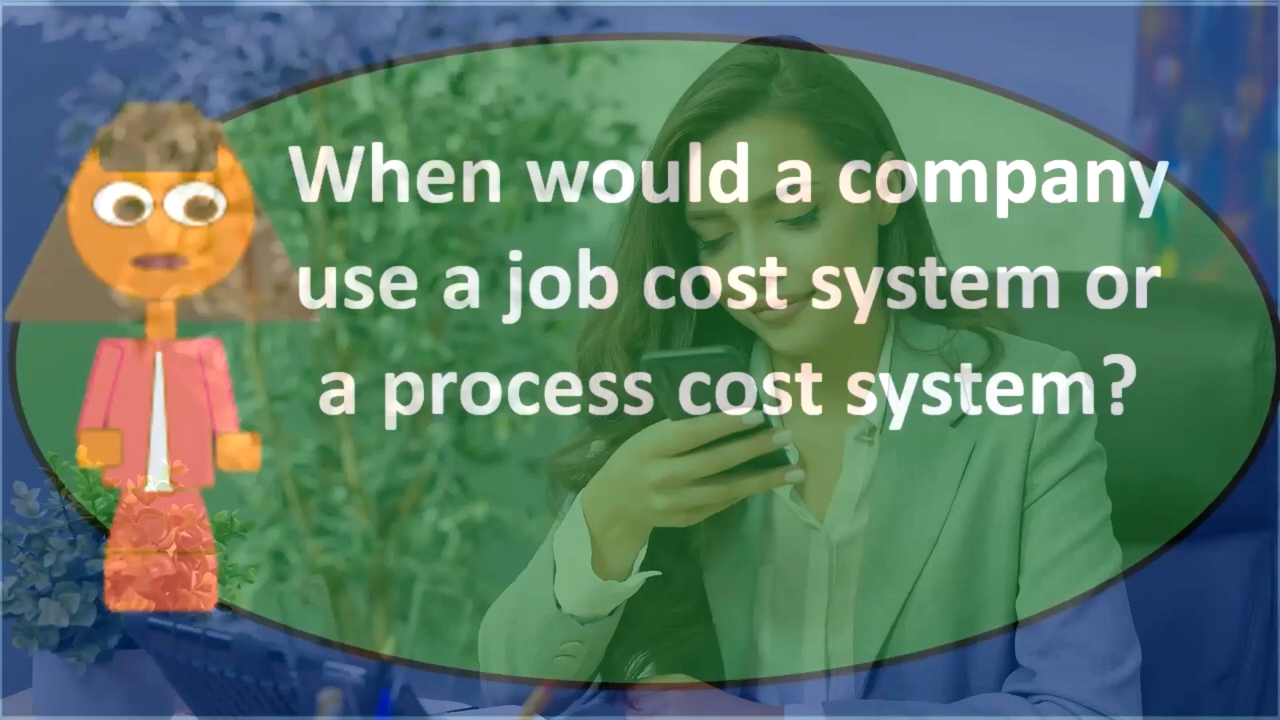 When would a company
use a job cost system or
a process cost system?